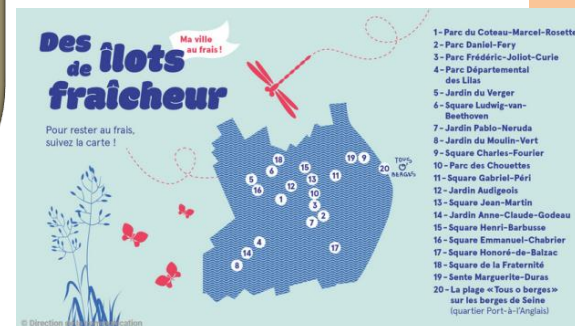 Des
îlots
de
fraîcheur
Ma ville
au frais !
Pour rester au frais,
suivez la carte !
18
6
5
16
15
13
12
10
1
3
2
7
11
19
9
20
TOUS
BERGES
4
14
8
17
1 - Parc du Coteau-Marcel-Rosette
2 - Parc Daniel-Fery
3 - Parc Frédéric-Joliot-Curie
4 - Parc Départemental
des Lilas
5 - Jardin du Verger
6 - Square Ludwig-van-
Beethoven
7 - Jardin Pablo-Neruda
8 - Jardin du Moulin-Vert
9 - Square Charles-Fourier
10 - Parc des Chouettes
11 - Square Gabriel-Péri
12 - Jardin Audigeois
13 - Square Jean-Martin
14 - Jardin Anne-Claude-Godeau
15 - Square Henri-Barbusse
16 - Square Emmanuel-Chabrier
17 - Square Honoré-de-Balzac
18 - Square de la Fraternité
19 - Sente Marguerite-Duras
20 - La plage « Tous o berges »
sur les berges de Seine
(quartier Port-à-l'Anglais)
© Direction